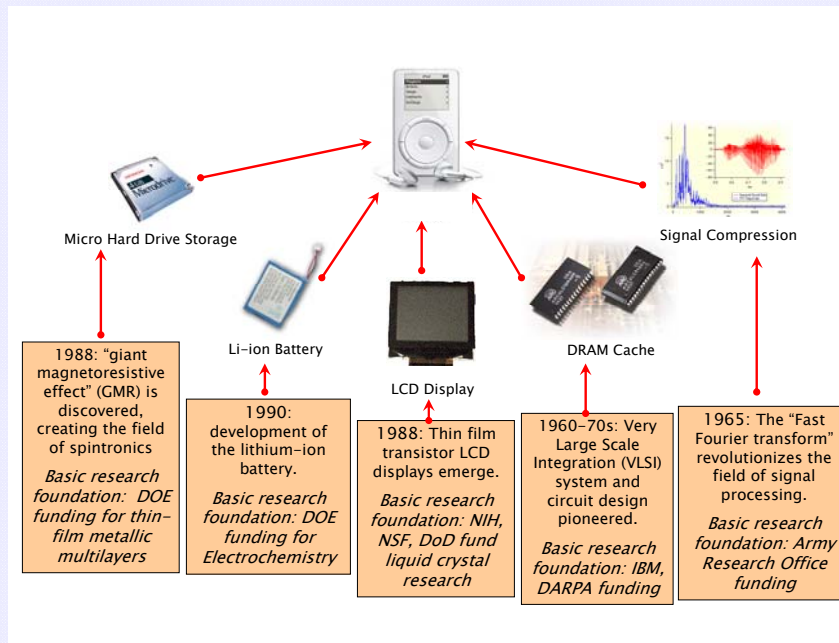 Micro Hard Drive Storage
Signal Compression
Li-ion Battery
DRAM Cache
LCD Display
1988: “giant
magnetoresistive
effect” (GMR) is
discovered,
creating the field
of spintronics
Basic research
foundation: DOE
funding for thin-
film metallic
multilayers
1990:
development of
the lithium-ion
battery.
Basic research
foundation: DOE
funding for
Electrochemistry
1988: Thin film
transistor LCD
displays emerge.
Basic research
foundation: NIH,
NSF, DoD fund
liquid crystal
research
1960-70s: Very
Large Scale
Integration (VLSI)
system and
circuit design
pioneered.
Basic research
foundation: IBM,
DARPA funding
1965: The “Fast
Fourier transform”
revolutionizes the
field of signal
processing.
Basic research
foundation: Army
Research Office
funding